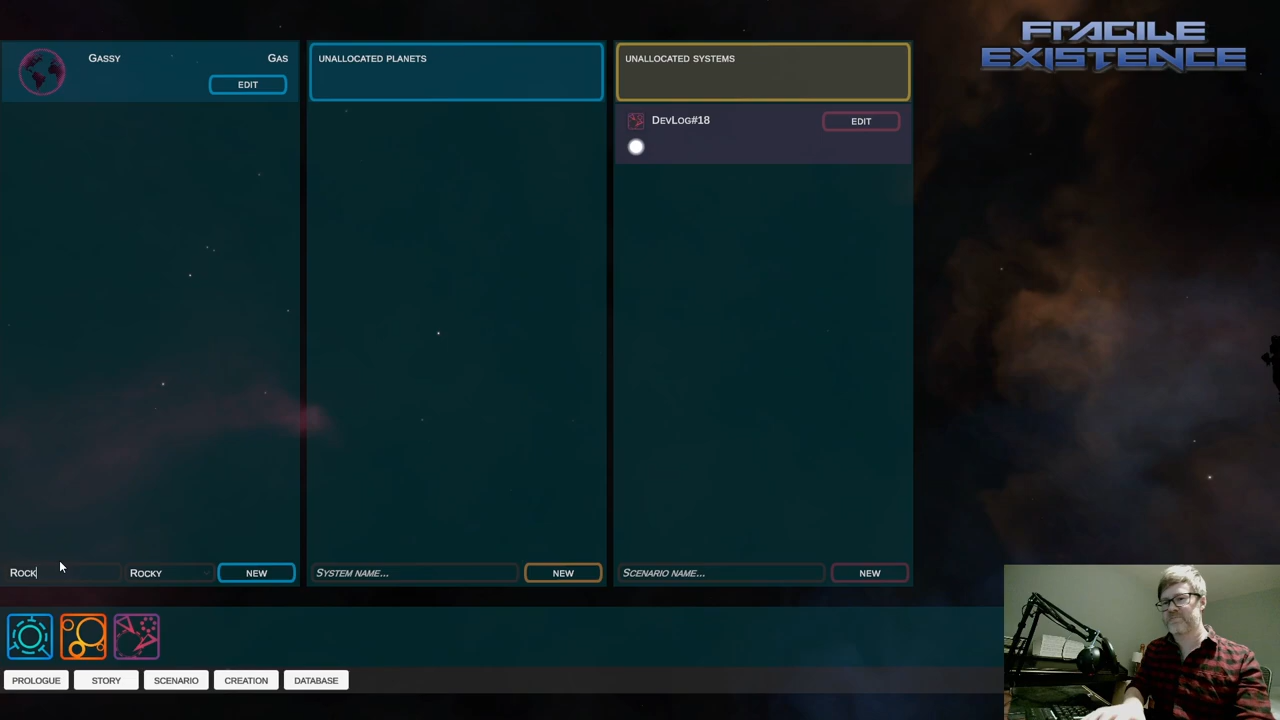 FRAGILE
EXISTENCE
Gassy
Gas
EDIT
UNALLOCATED PLANETS
UNALLOCATED SYSTEMS
DevLog#18
EDIT
Rock
Rocky
NEW
System name...
NEW
Scenario name...
NEW
PROLOGUE
STORY
SCENARIO
CREATION
DATABASE